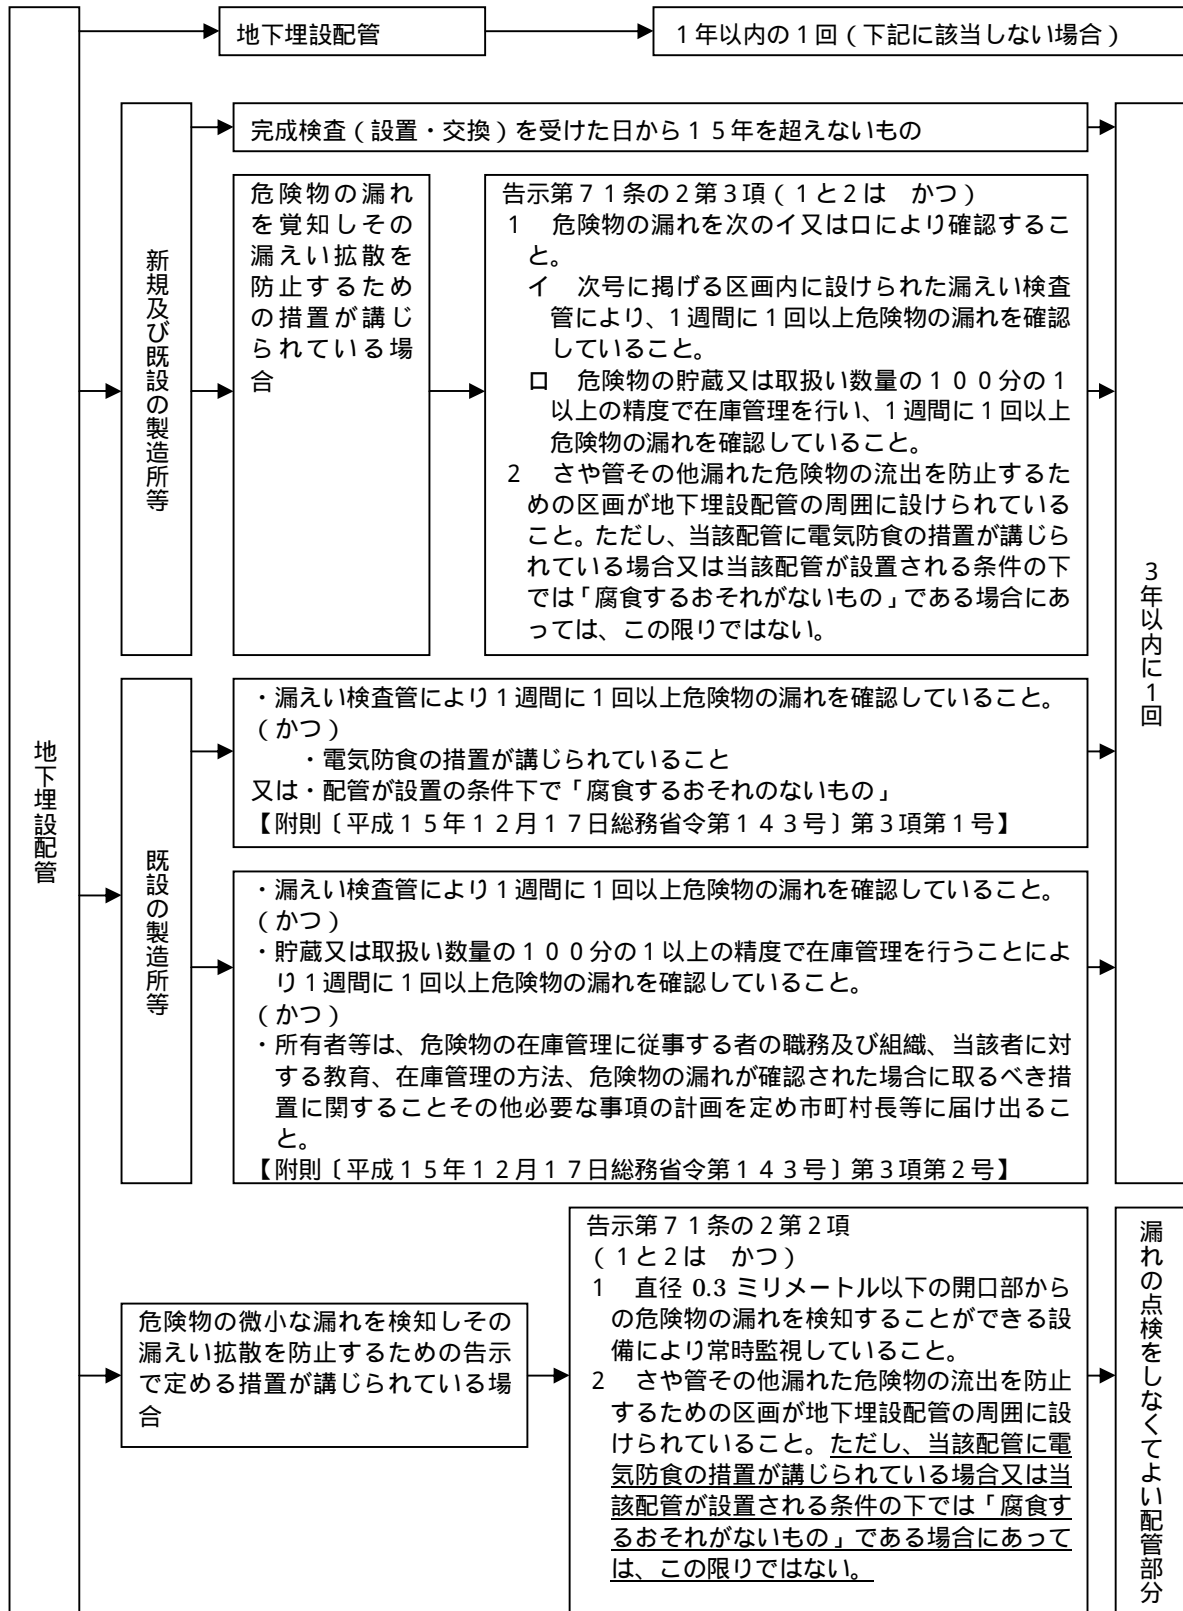 地下埋設配管
地下埋設配管
1年以内の1回(下記に該当しない場合)
新規及び既設の製造所等
完成検査(設置・交換)を受けた日から15年を超えないもの
危険物の漏れ
を覚知しその
漏えい拡散を
防止するため
の措置が講じ
られている場
合
告示第71条の2第3項(1と2は かつ)
1 危険物の漏れを次のイ又はロにより確認するこ
と。
イ 次号に掲げる区画内に設けられた漏えい検査
管により、1週間に1回以上危険物の漏れを確認
していること。
ロ 危険物の貯蔵又は取扱い数量の100分の1
以上の精度で在庫管理を行い、1週間に1回以上
危険物の漏れを確認していること。
2 さや管その他漏れた危険物の流出を防止するた
めの区画が地下埋設配管の周囲に設けられている
こと。ただし、当該配管に電気防食の措置が講じら
れている場合又は当該配管が設置される条件の下
では「腐食するおそれがないもの」である場合にあ
っては、この限りではない。
3年以内に1回
既設の製造所等
・漏えい検査管により1週間に1回以上危険物の漏れを確認していること。
(かつ)
・電気防食の措置が講じられていること
又は・配管が設置の条件下で「腐食するおそれのないもの」
【附則〔平成15年12月17日総務省令第143号〕第3項第1号】
・漏えい検査管により1週間に1回以上危険物の漏れを確認していること。
(かつ)
・貯蔵又は取扱い数量の100分の1以上の精度で在庫管理を行うことによ
り1週間に1回以上危険物の漏れを確認していること。
(かつ)
・所有者等は、危険物の在庫管理に従事する者の職務及び組織、当該者に対
する教育、在庫管理の方法、危険物の漏れが確認された場合に取るべき措
置に関することその他必要な事項の計画を定め市町村長等に届け出るこ
と。
【附則〔平成15年12月17日総務省令第143号〕第3項第2号】
危険物の微小な漏れを検知しその
漏えい拡散を防止するための告示
で定める措置が講じられている場
合
告示第71条の2第2項
(1と2は かつ)
1 直径 0.3 ミリメートル以下の開口部から
の危険物の漏れを検知することができる設
備により常時監視していること。
2 さや管その他漏れた危険物の流出を防止
するための区画が地下埋設配管の周囲に設
けられていること。ただし、当該配管に電
気防食の措置が講じられている場合又は当
該配管が設置される条件の下では「腐食す
るおそれがないもの」である場合にあって
は、この限りではない。
漏れの点検をしなくてよい配管部分